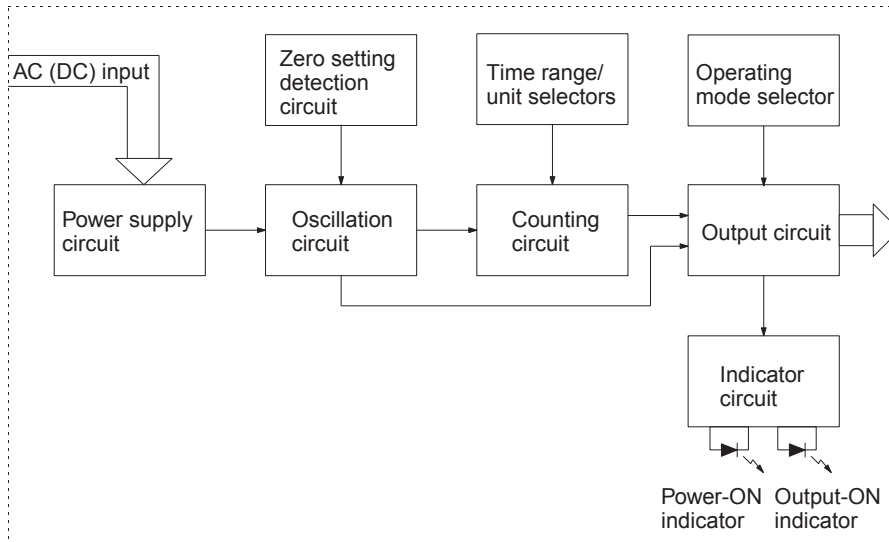 AC (DC) input
Zero setting
detection
circuit
Time range/
unit selectors
Operating
mode selector
Power supply
circuit
Oscillation
circuit
Counting
circuit
Output circuit
Indicator
circuit
Power-ON
indicator
Output-ON
indicator